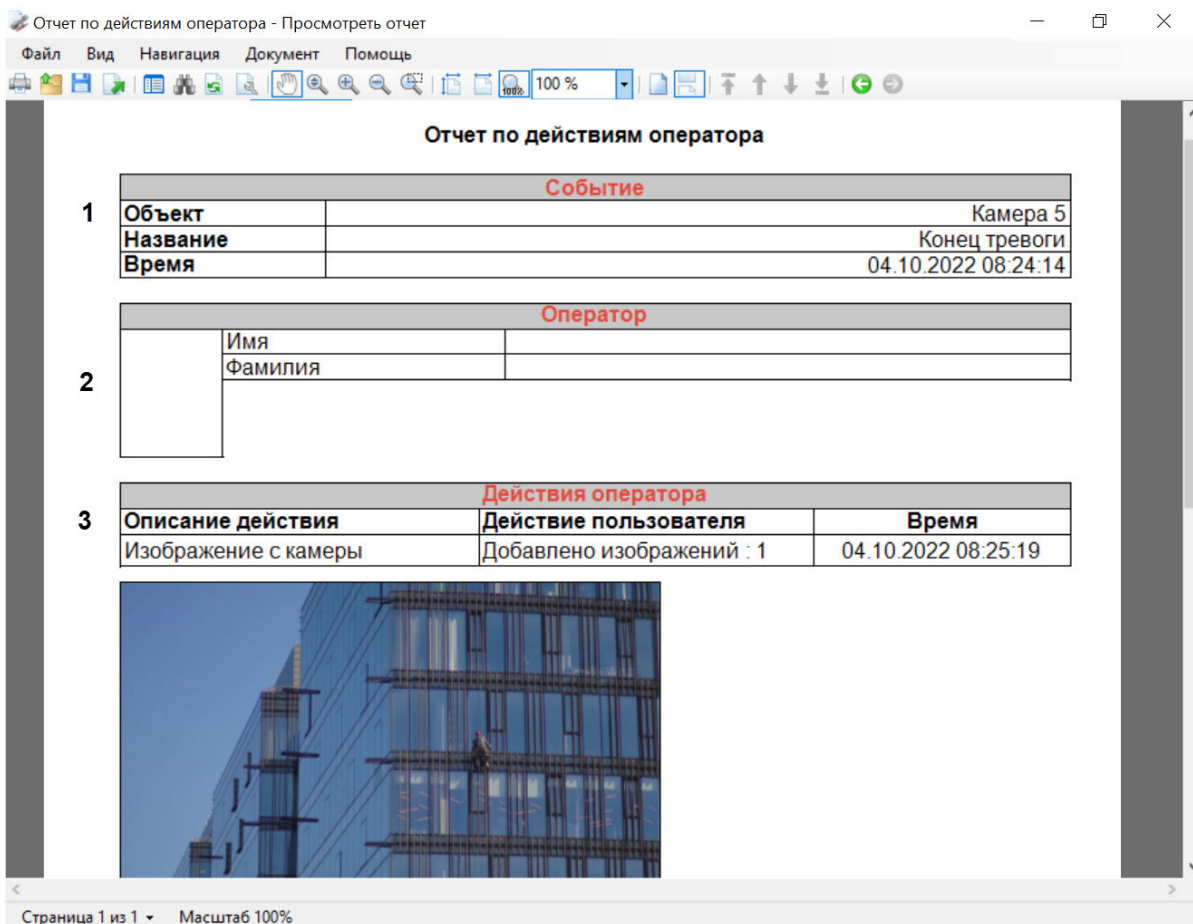 Отчет по действиям оператора - Просмотреть отчет
Файл Вид Навигация Документ Помощь
100% 100 %
Отчет по действиям оператора
Событие
1
Объект Камера 5
Название Конец тревоги
Время 04.10.2022 08:24:14
Оператор
Имя
Фамилия
2
Действия оператора
3
Описание действия Действие пользователя Время
Изображение с камеры Добавлено изображений : 1 04.10.2022 08:25:19
Страница 1 из 1 Масштаб 100%